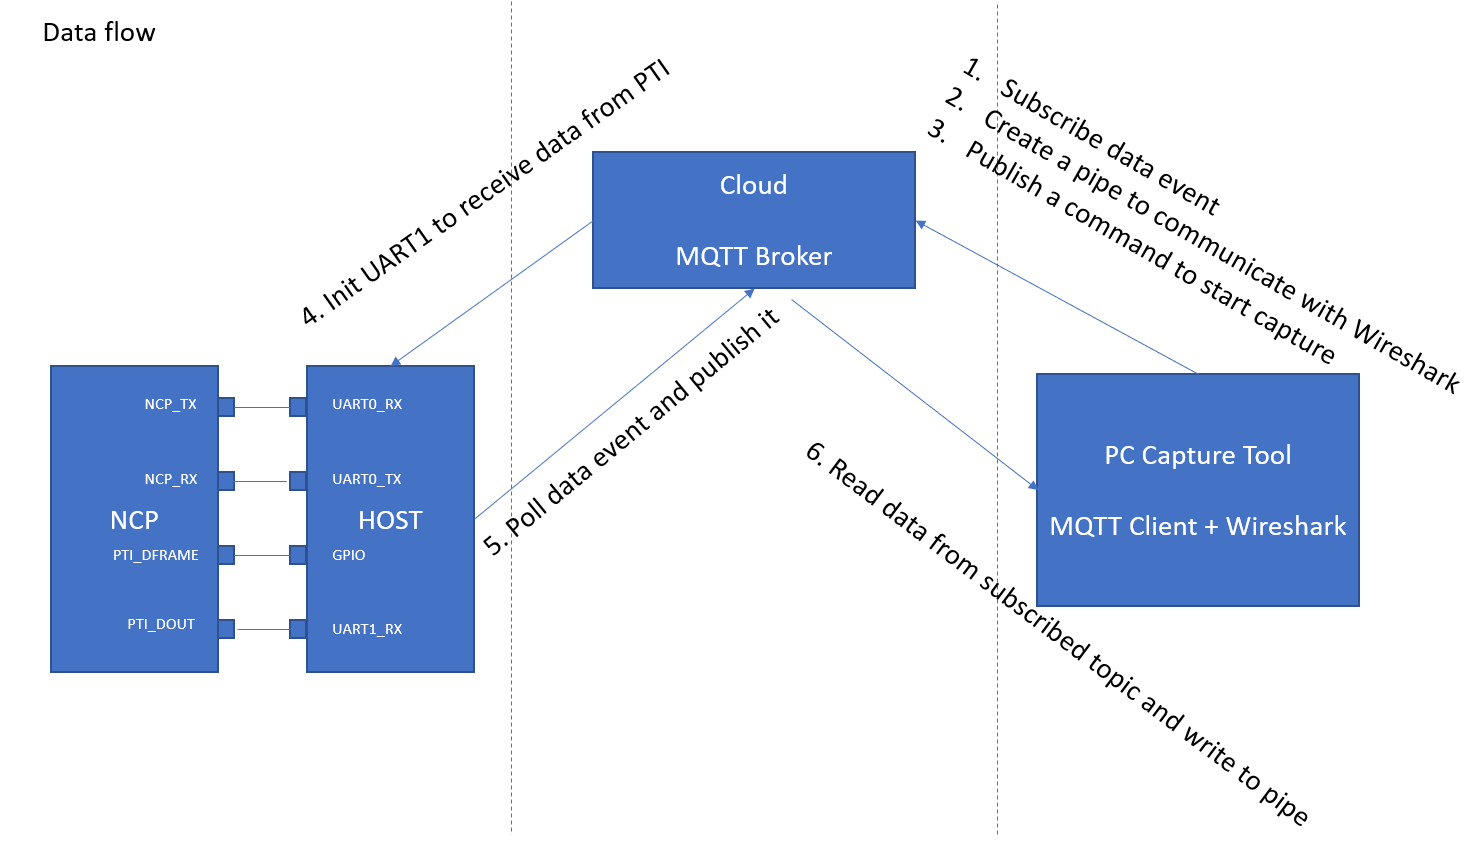 Data flow
4. Init UART1 to receive data from PTI
1. Subscribe data event
2. Create a pipe to communicate with Wireshark
3. Publish a command to start capture
Cloud
MQTT Broker
5. Poll data event and publish it
6. Read data from subscribed topic and write to pipe
NCP_TX
NCP_RX
NCP
PTI_DFRAME
PTI_DOUT
UART0_RX
UART0_TX
HOST
GPIO
UART1_RX
PC Capture Tool
MQTT Client + Wireshark